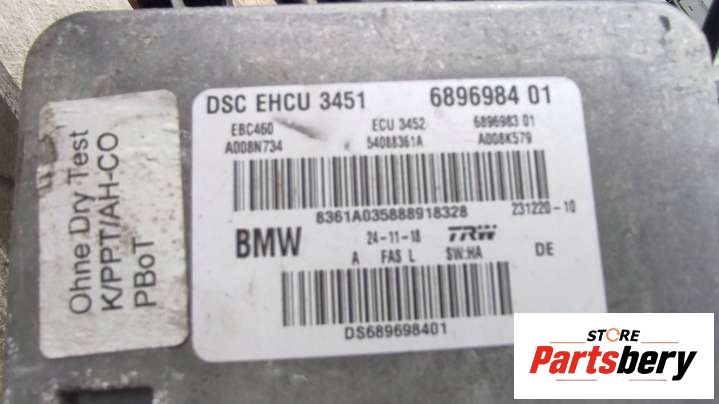 DSC EHCU 3451 6896984 01
EBC460 ECU 3452 6896983 01
A008N734 54088361A A008K579
8361A035888918328 231220-10
BMW 24-11-18 TRW DE
A FAS L SW:HA
DS689698401
Ohne Dry Test
K/PPT/AH-CO
PBoT
STORE
Partsbery